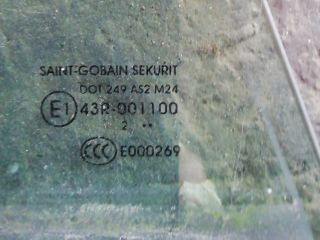 SAINT-GOBAIN SEKURIT
DOT 249 AS2 M24
E1 43R-001100
2 ••
CCC E000269